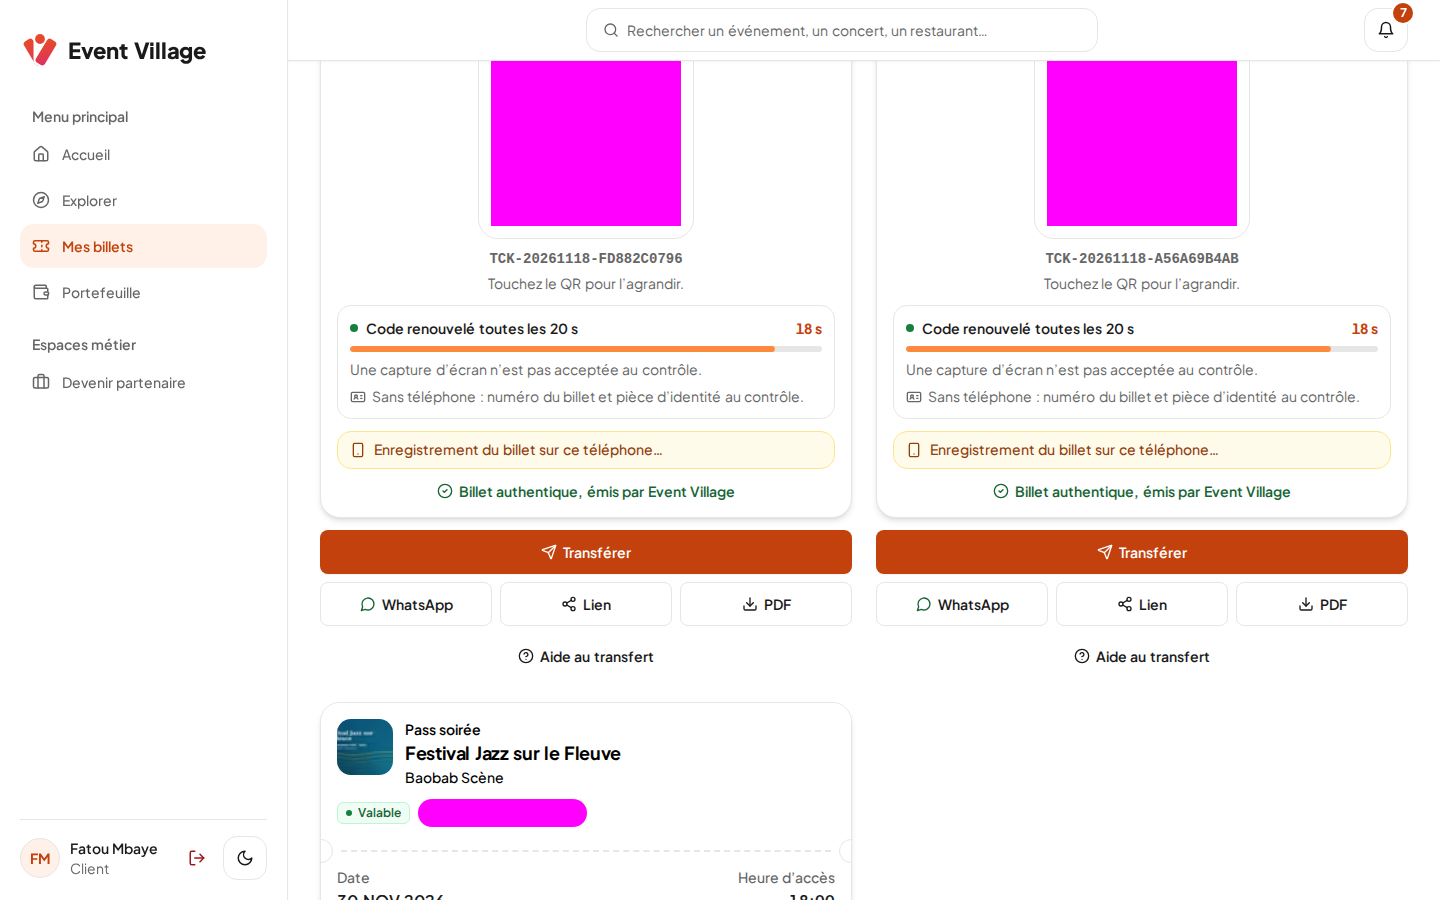 Event Village
Rechercher un événement, un concert, un restaurant…
7
Menu principal
Accueil
Explorer
Mes billets
Portefeuille
Espaces métier
Devenir partenaire
FM
Fatou Mbaye
Client
TCK-20261118-FD882C0796
Touchez le QR pour l’agrandir.
Code renouvelé toutes les 20 s
18 s
Une capture d’écran n’est pas acceptée au contrôle.
Sans téléphone : numéro du billet et pièce d’identité au contrôle.
Enregistrement du billet sur ce téléphone…
Billet authentique, émis par Event Village
Transférer
WhatsApp
Lien
PDF
Aide au transfert
TCK-20261118-A56A69B4AB
Touchez le QR pour l’agrandir.
Code renouvelé toutes les 20 s
18 s
Une capture d’écran n’est pas acceptée au contrôle.
Sans téléphone : numéro du billet et pièce d’identité au contrôle.
Enregistrement du billet sur ce téléphone…
Billet authentique, émis par Event Village
Transférer
WhatsApp
Lien
PDF
Aide au transfert
Pass soirée
Festival Jazz sur le Fleuve
Baobab Scène
Valable
Date
Heure d’accès
30 NOV 2026
18:00